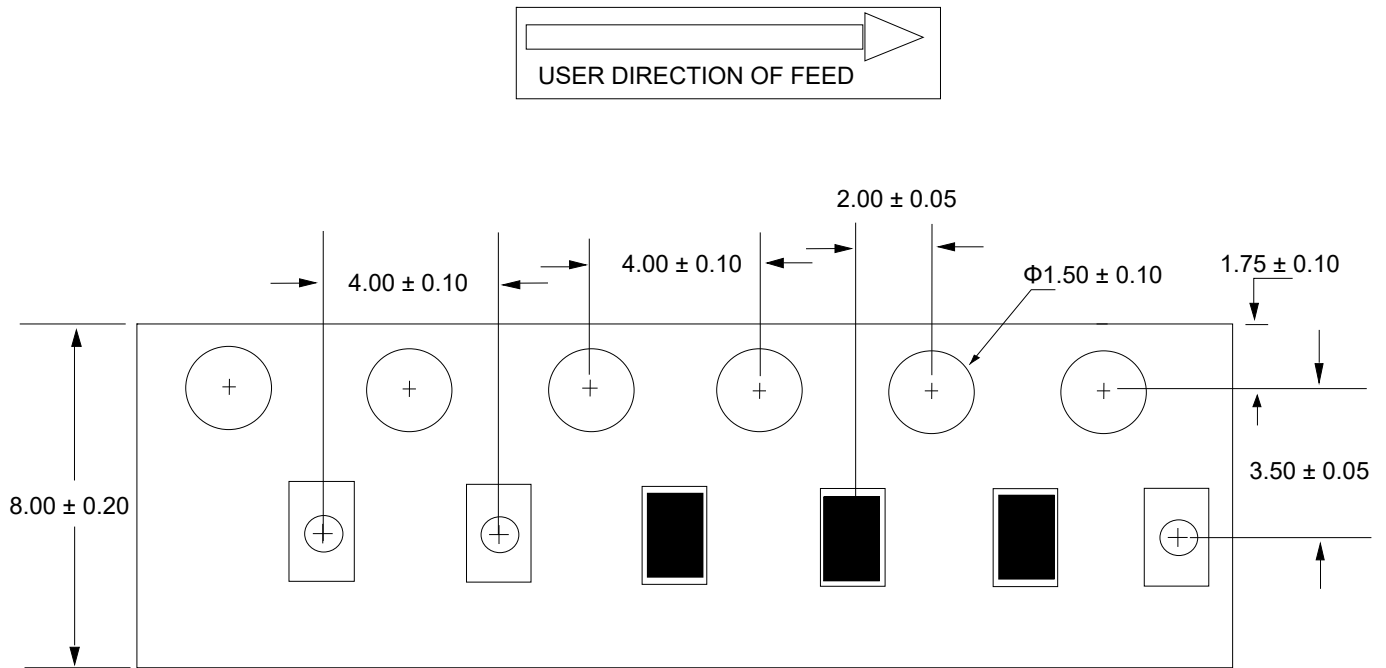 USER DIRECTION OF FEED
2.00 ± 0.05
4.00 ± 0.10
4.00 ± 0.10
Φ1.50 ± 0.10
1.75 ± 0.10
3.50 ± 0.05
8.00 ± 0.20